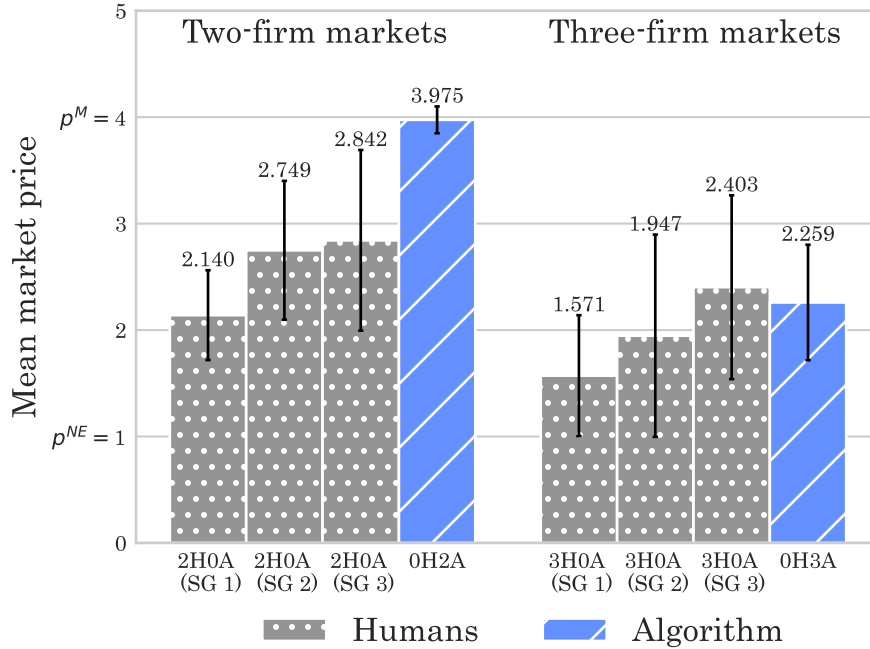 Two-firm markets
Three-firm markets
Mean market price
5
p^M = 4
3
2
p^NE = 1
0
2.140
2.749
2.842
3.975
1.571
1.947
2.403
2.259
2H0A (SG 1)
2H0A (SG 2)
2H0A (SG 3)
0H2A
3H0A (SG 1)
3H0A (SG 2)
3H0A (SG 3)
0H3A
Humans
Algorithm